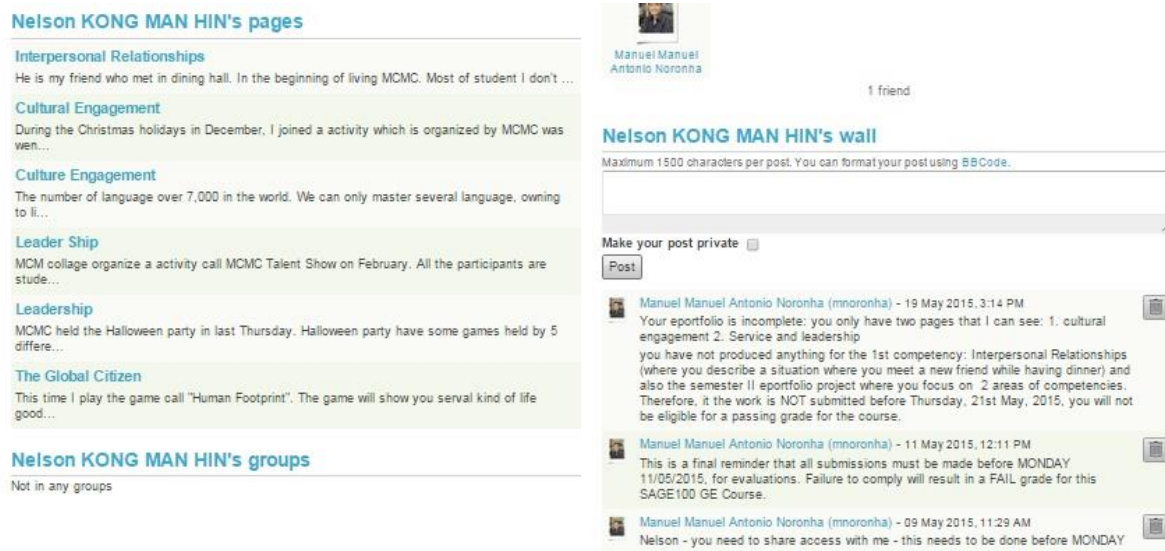 Nelson KONG MAN HIN's pages
Interpersonal Relationships
He is my friend who met in dining hall. In the beginning of living MCMC. Most of student I don't ...
Cultural Engagement
During the Christmas holidays in December, I joined a activity which is organized by MCMC was
wen...
Culture Engagement
The number of language over 7,000 in the world. We can only master several language, owning
to li...
Leader Ship
MCM collage organize a activity call MCMC Talent Show on February. All the participants are
stude...
Leadership
MCMC held the Halloween party in last Thursday. Halloween party have some games held by 5
differe...
The Global Citizen
This time I play the game call "Human Footprint". The game will show you serval kind of life
good...
Nelson KONG MAN HIN's groups
Not in any groups
Manuel Manuel
Antonio Noronha
1 friend
Nelson KONG MAN HIN's wall
Maximum 1500 characters per post. You can format your post using BBCode.
Make your post private
Post
Manuel Manuel Antonio Noronha (mnoronha) - 19 May 2015, 3:14 PM
Your eportfolio is incomplete: you only have two pages that I can see: 1. cultural
engagement 2. Service and leadership
you have not produced anything for the 1st competency: Interpersonal Relationships
(where you describe a situation where you meet a new friend while having dinner) and
also the semester II eportfolio project where you focus on 2 areas of competencies.
Therefore, it the work is NOT submitted before Thursday, 21st May, 2015, you will not
be eligible for a passing grade for the course.
Manuel Manuel Antonio Noronha (mnoronha) - 11 May 2015, 12:11 PM
This is a final reminder that all submissions must be made before MONDAY
11/05/2015, for evaluations. Failure to comply will result in a FAIL grade for this
SAGE100 GE Course.
Manuel Manuel Antonio Noronha (mnoronha) - 09 May 2015, 11:29 AM
Nelson - you need to share access with me - this needs to be done before MONDAY